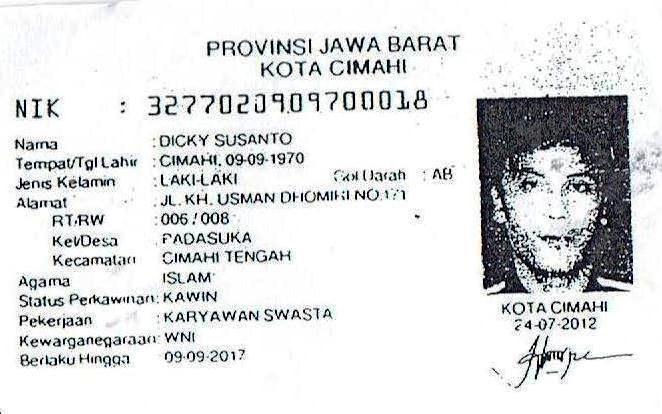 PROVINSI JAWA BARAT
KOTA CIMAHI
NIK : 3277020909700018
Nama : DICKY SUSANTO
Tempat/Tgl Lahir : CIMAHI, 09-09-1970
Jenis Kelamin : LAKI-LAKI Gol Darah : AB
Alamat : JL. KH. USMAN DHOMIRI NO.171
RT/RW : 006 / 008
Kel/Desa : PADASUKA
Kecamatan : CIMAHI TENGAH
Agama : ISLAM
Status Perkawinan : KAWIN
Pekerjaan : KARYAWAN SWASTA
Kewarganegaraan : WNI
Berlaku Hingga : 09-09-2017
KOTA CIMAHI
24-07-2012